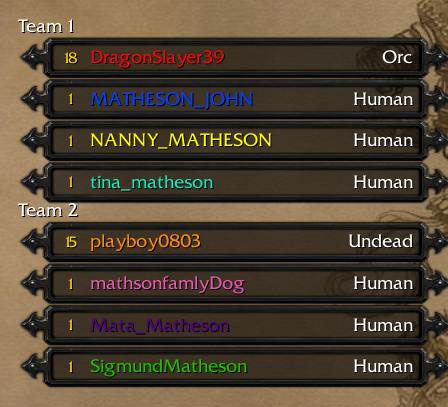 Team 1
18 DragonSlayer39 Orc
1 MATHESON_JOHN Human
1 NANNY_MATHESON Human
1 tina_matheson Human
Team 2
15 playboy0803 Undead
1 mathsonfamlyDog Human
1 Mata_Matheson Human
1 SigmundMatheson Human